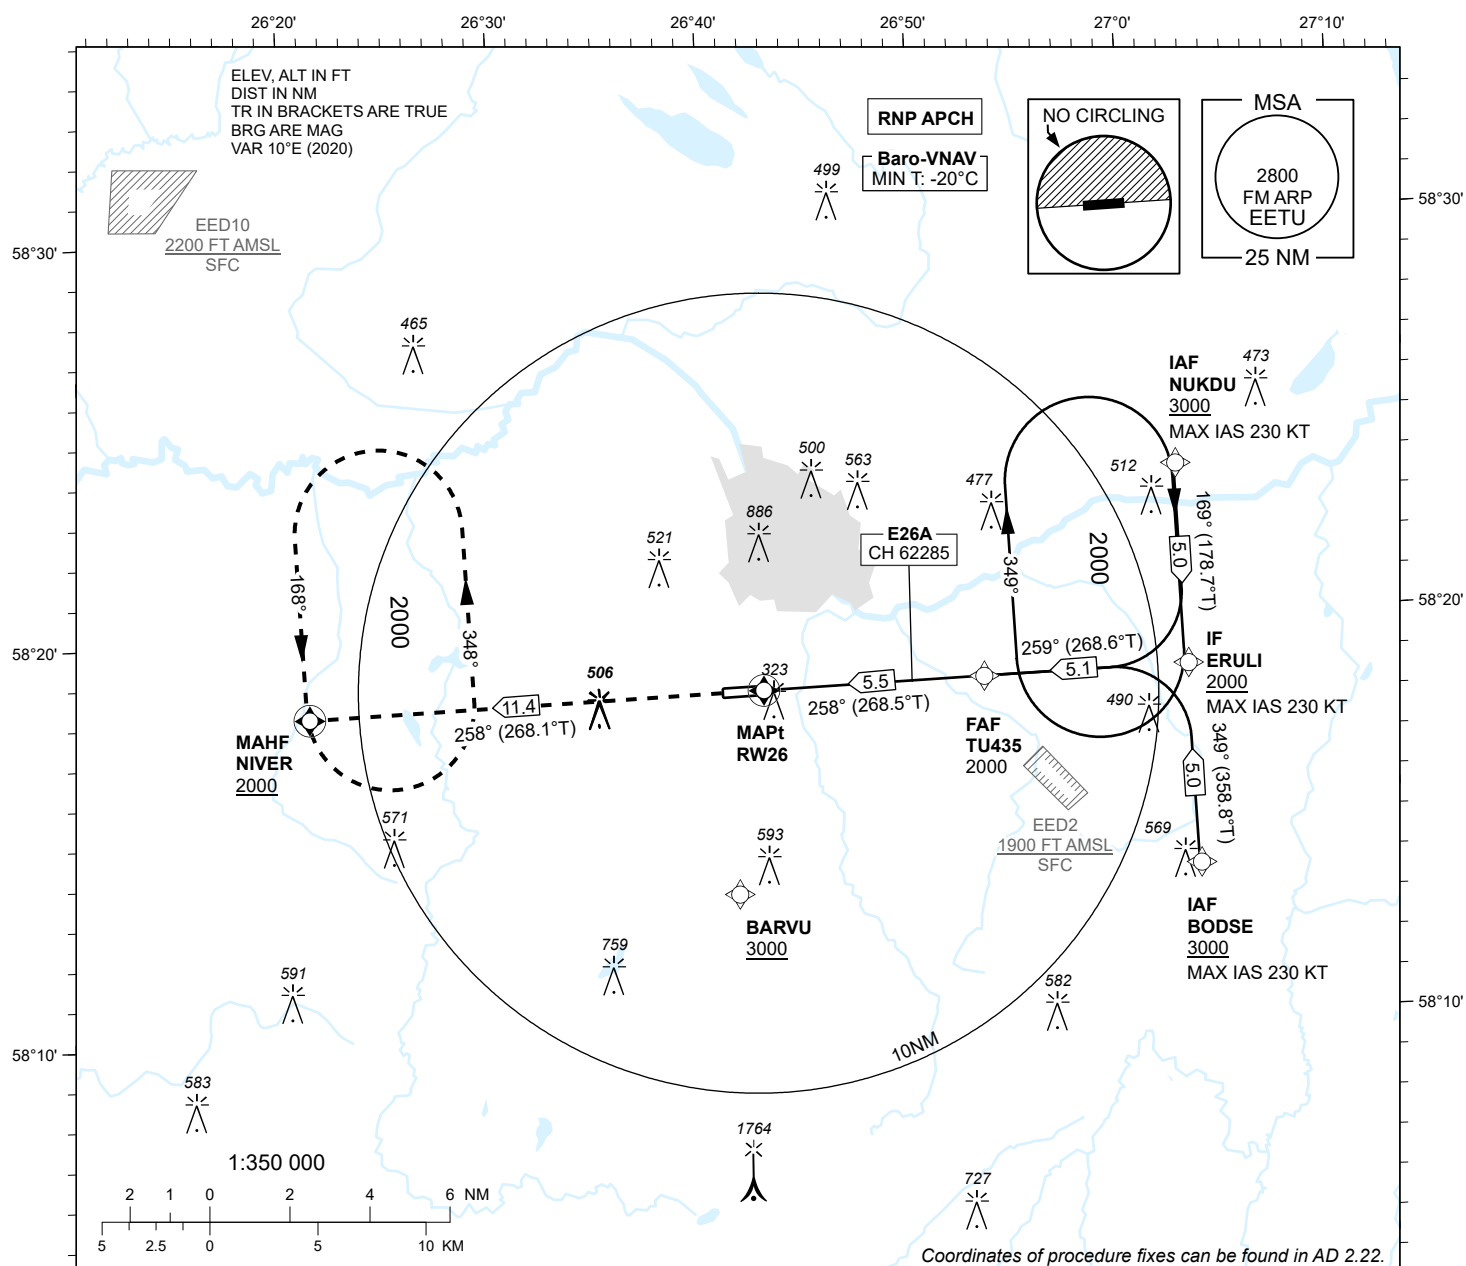 26°20'
26°30'
26°40'
26°50'
27°0'
27°10'
ELEV, ALT IN FT
DIST IN NM
TR IN BRACKETS ARE TRUE
BRG ARE MAG
VAR 10°E (2020)
RNP APCH
Baro-VNAV
MIN T: -20°C
NO CIRCLING
MSA
2800
FM ARP
EETU
25 NM
499
EED10
2200 FT AMSL
SFC
58°30'
58°30'
465
IAF
NUKDU
3000
MAX IAS 230 KT
473
500
563
477
512
886
521
E26A
CH 62285
169° (178.7°T)
5.0
2000
349°
168°
2000
348°
58°20'
58°20'
259° (268.6°T)
5.1
IF
ERULI
2000
MAX IAS 230 KT
506
323
5.5
258° (268.5°T)
490
11.4
258° (268.1°T)
MAHF
NIVER
2000
MAPt
RW26
FAF
TU435
2000
349° (358.8°T)
5.0
571
593
EED2
1900 FT AMSL
SFC
569
BARVU
3000
IAF
BODSE
3000
MAX IAS 230 KT
759
591
582
58°10'
58°10'
10NM
583
1764
727
1:350 000
2 1 0 2 4 6 NM
5 2.5 0 5 10 KM
Coordinates of procedure fixes can be found in AD 2.22.